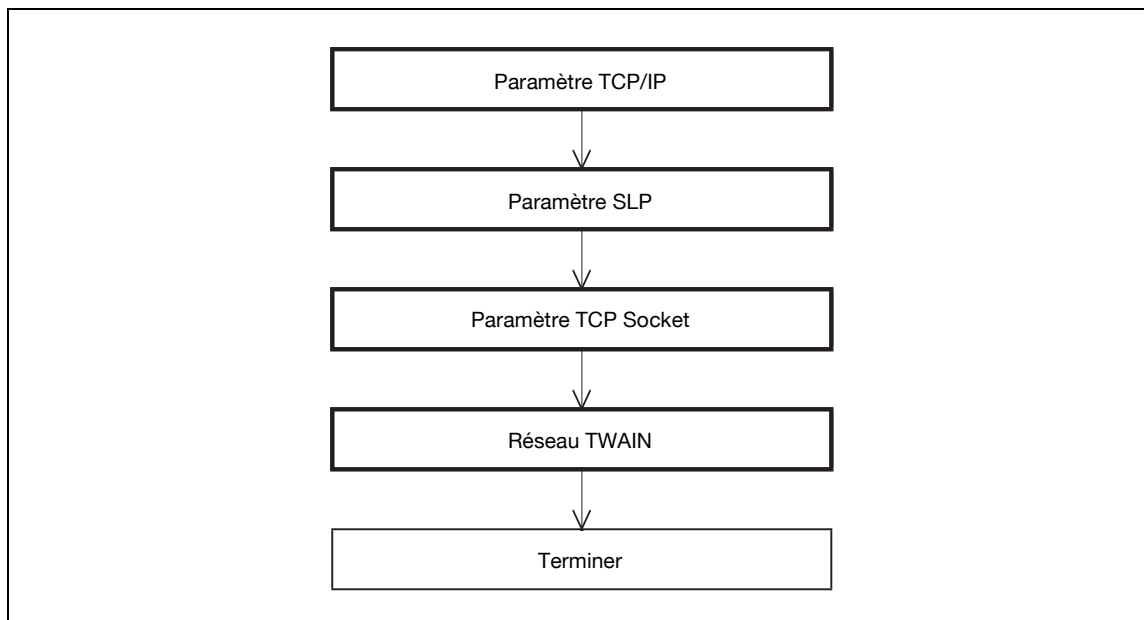 Paramètre TCP/IP
Paramètre SLP
Paramètre TCP Socket
Réseau TWAIN
Terminer